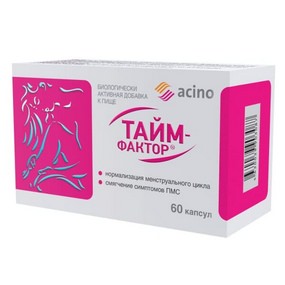 БИОЛОГИЧЕСКИ
АКТИВНАЯ ДОБАВКА
К ПИЩЕ
acino
ТАЙМ-
ФАКТОР®
нормализация менструального цикла
смягчение симптомов ПМС
60 капсул